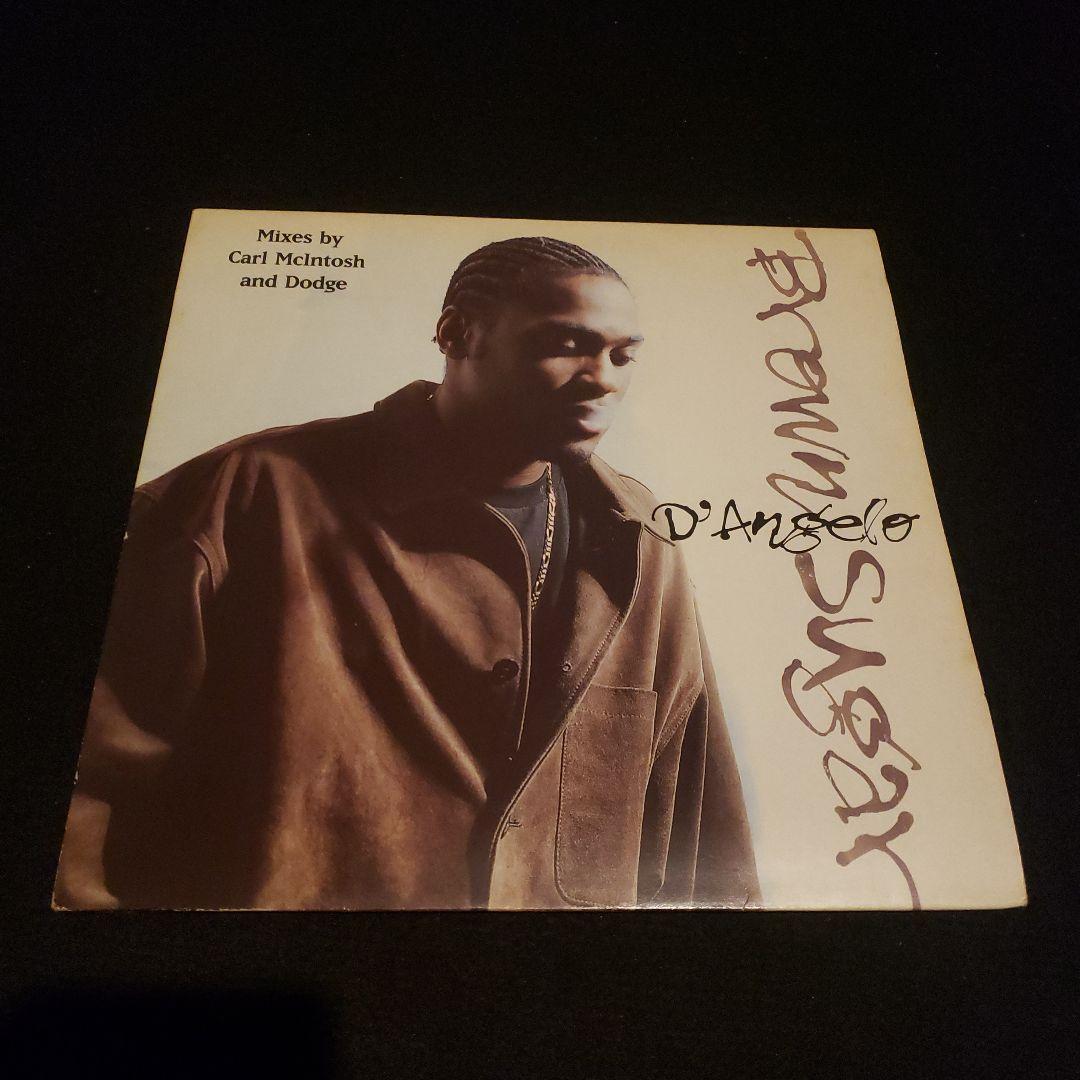 Mixes by
Carl McIntosh
and Dodge
Brown Sugar
D'Angelo